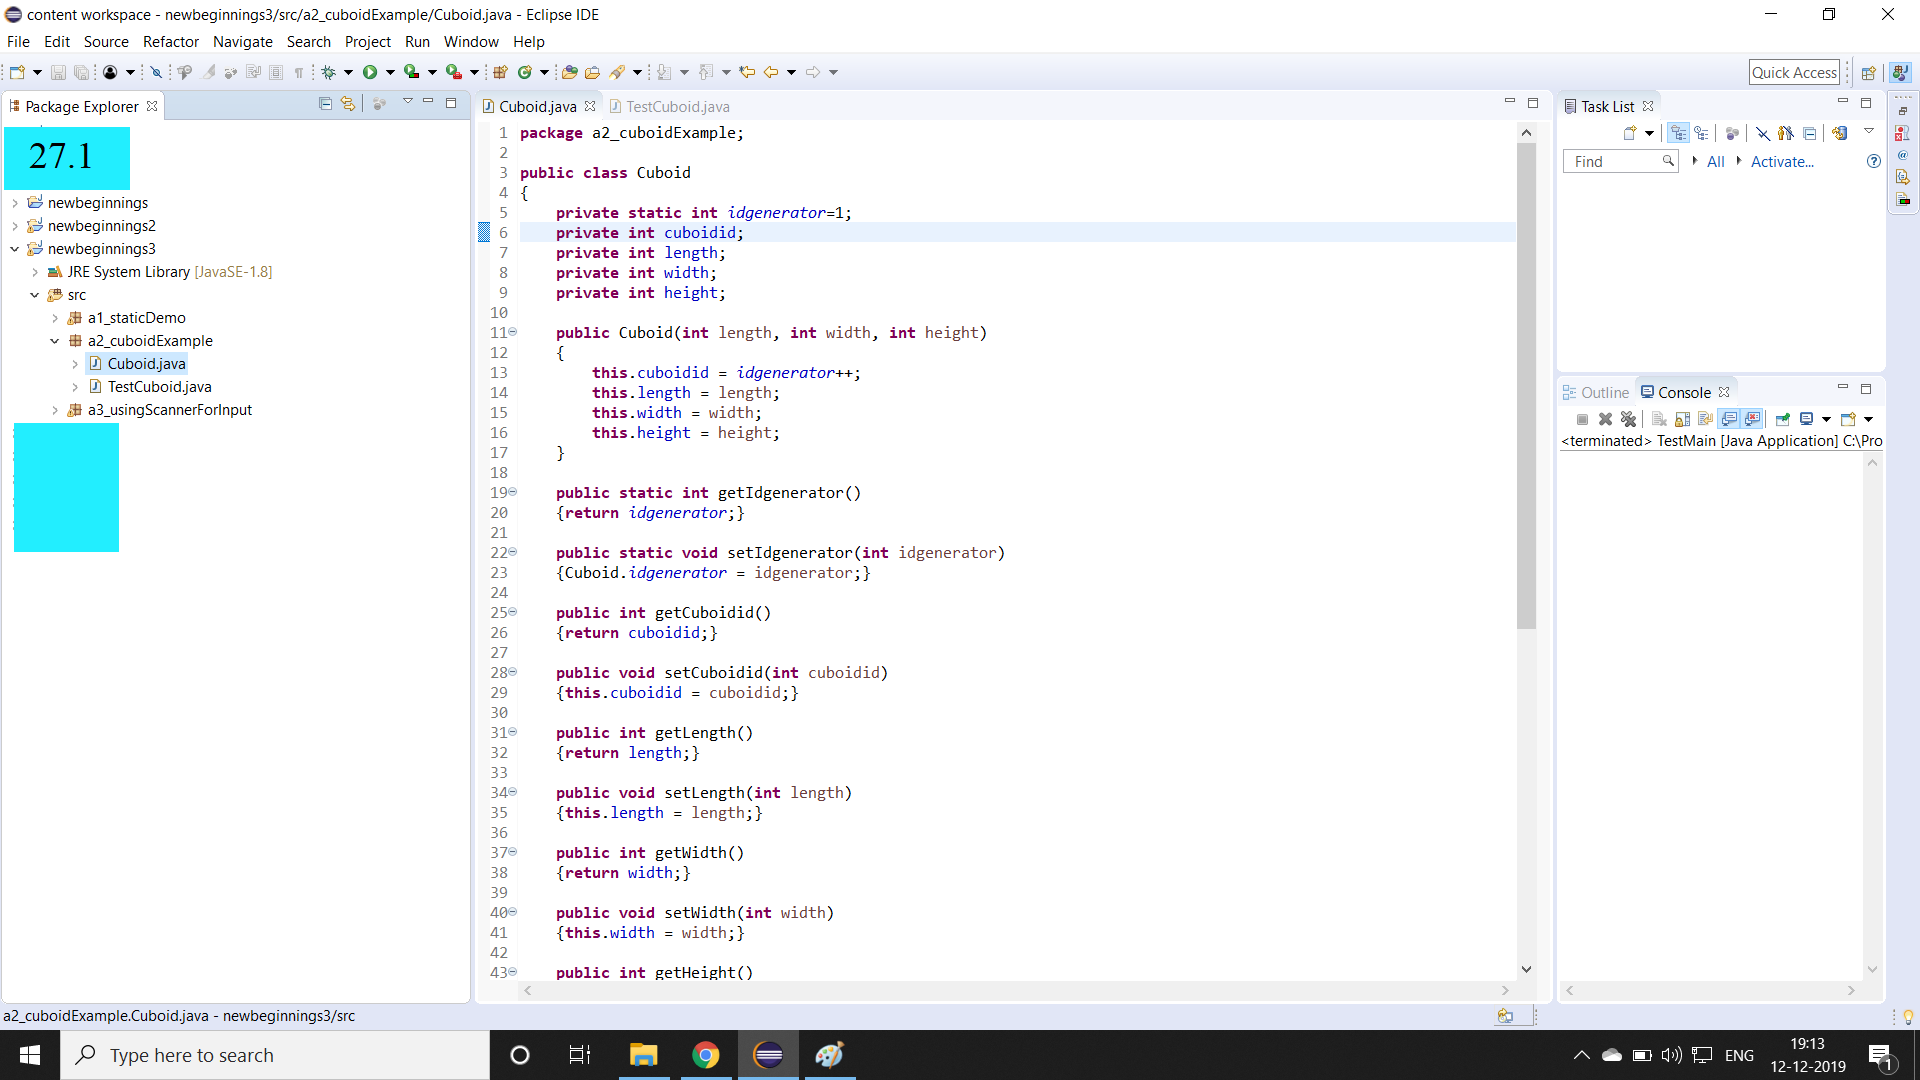 content workspace - newbeginnings3/src/a2_cuboidExample/Cuboid.java - Eclipse IDE
File Edit Source Refactor Navigate Search Project Run Window Help
Quick Access
Package Explorer
27.1
newbeginnings
newbeginnings2
newbeginnings3
JRE System Library [JavaSE-1.8]
src
a1_staticDemo
a2_cuboidExample
Cuboid.java
TestCuboid.java
a3_usingScannerForInput
Cuboid.java TestCuboid.java
1 package a2_cuboidExample;
2
3 public class Cuboid
4 {
5 private static int idgenerator=1;
6 private int cuboidid;
7 private int length;
8 private int width;
9 private int height;
10
11 public Cuboid(int length, int width, int height)
12 {
13 this.cuboidid = idgenerator++;
14 this.length = length;
15 this.width = width;
16 this.height = height;
17 }
18
19 public static int getIdgenerator()
20 {return idgenerator;}
21
22 public static void setIdgenerator(int idgenerator)
23 {Cuboid.idgenerator = idgenerator;}
24
25 public int getCuboidid()
26 {return cuboidid;}
27
28 public void setCuboidid(int cuboidid)
29 {this.cuboidid = cuboidid;}
30
31 public int getLength()
32 {return length;}
33
34 public void setLength(int length)
35 {this.length = length;}
36
37 public int getWidth()
38 {return width;}
39
40 public void setWidth(int width)
41 {this.width = width;}
42
43 public int getHeight()
Task List
Find All Activate...
Outline Console
<terminated> TestMain [Java Application] C:\Pro
a2_cuboidExample.Cuboid.java - newbeginnings3/src
Type here to search
ENG
19:13
12-12-2019
1